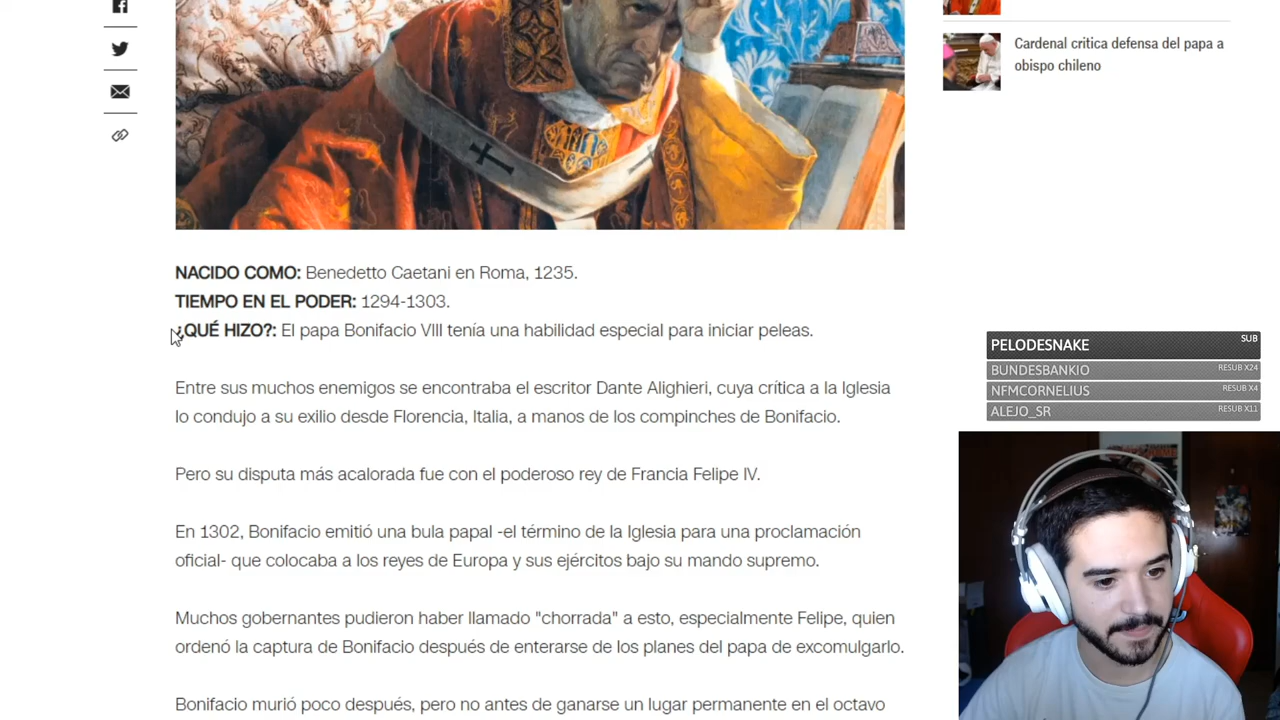 Cardenal critica defensa del papa a
obispo chileno
NACIDO COMO: Benedetto Caetani en Roma, 1235.
TIEMPO EN EL PODER: 1294-1303.
¿QUÉ HIZO?: El papa Bonifacio VIII tenía una habilidad especial para iniciar peleas.
Entre sus muchos enemigos se encontraba el escritor Dante Alighieri, cuya crítica a la Iglesia
lo condujo a su exilio desde Florencia, Italia, a manos de los compinches de Bonifacio.
Pero su disputa más acalorada fue con el poderoso rey de Francia Felipe IV.
En 1302, Bonifacio emitió una bula papal -el término de la Iglesia para una proclamación
oficial- que colocaba a los reyes de Europa y sus ejércitos bajo su mando supremo.
Muchos gobernantes pudieron haber llamado "chorrada" a esto, especialmente Felipe, quien
ordenó la captura de Bonifacio después de enterarse de los planes del papa de excomulgarlo.
Bonifacio murió poco después, pero no antes de ganarse un lugar permanente en el octavo
PELODESNAKE SUB
BUNDESBANKIO RESUB X24
NFMCORNELIUS RESUB X4
ALEJO_SR RESUB X11